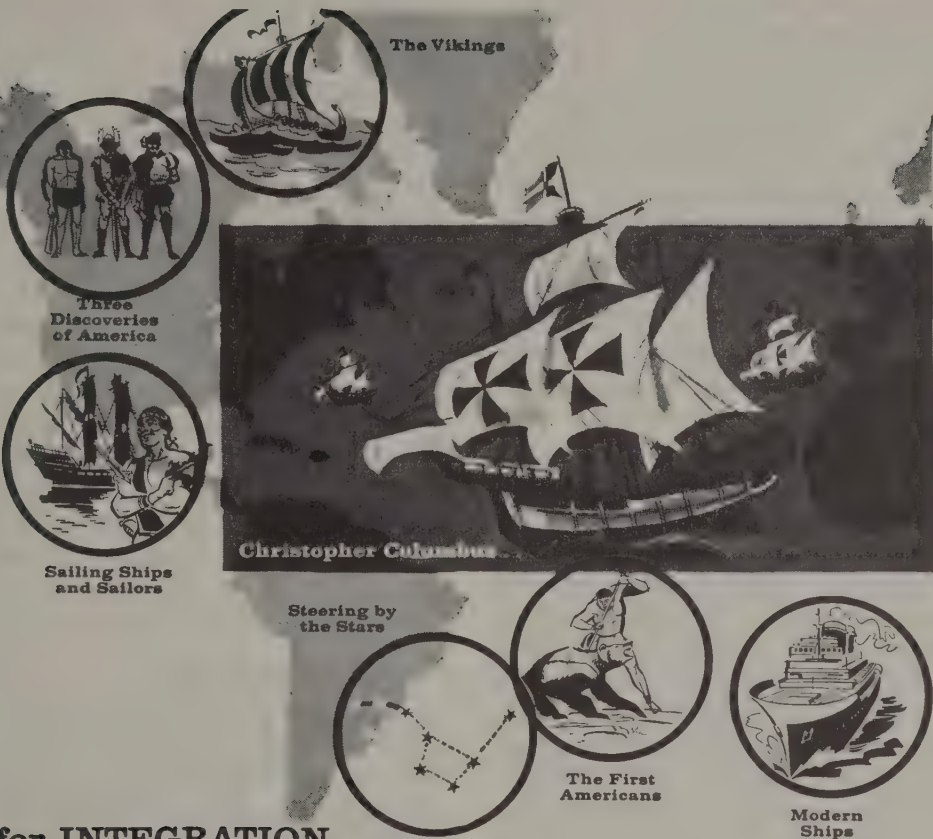 The Vikings
Three
Discoveries
of America
Sailing Ships
and Sailors
Christopher Columbus
Steering by
the Stars
The First
Americans
Modern
Ships
for INTEGRATION